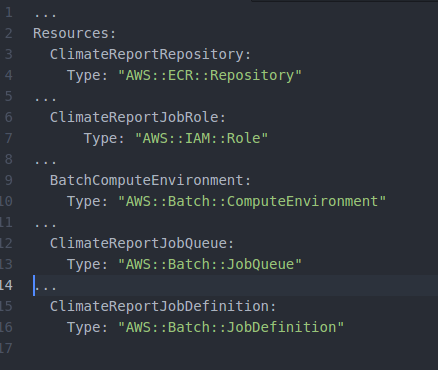 1 ...
2 Resources:
3   ClimateReportRepository:
4     Type: "AWS::ECR::Repository"
5 ...
6   ClimateReportJobRole:
7       Type: "AWS::IAM::Role"
8 ...
9   BatchComputeEnvironment:
10     Type: "AWS::Batch::ComputeEnvironment"
11 ...
12   ClimateReportJobQueue:
13     Type: "AWS::Batch::JobQueue"
14 ...
15   ClimateReportJobDefinition:
16     Type: "AWS::Batch::JobDefinition"
17